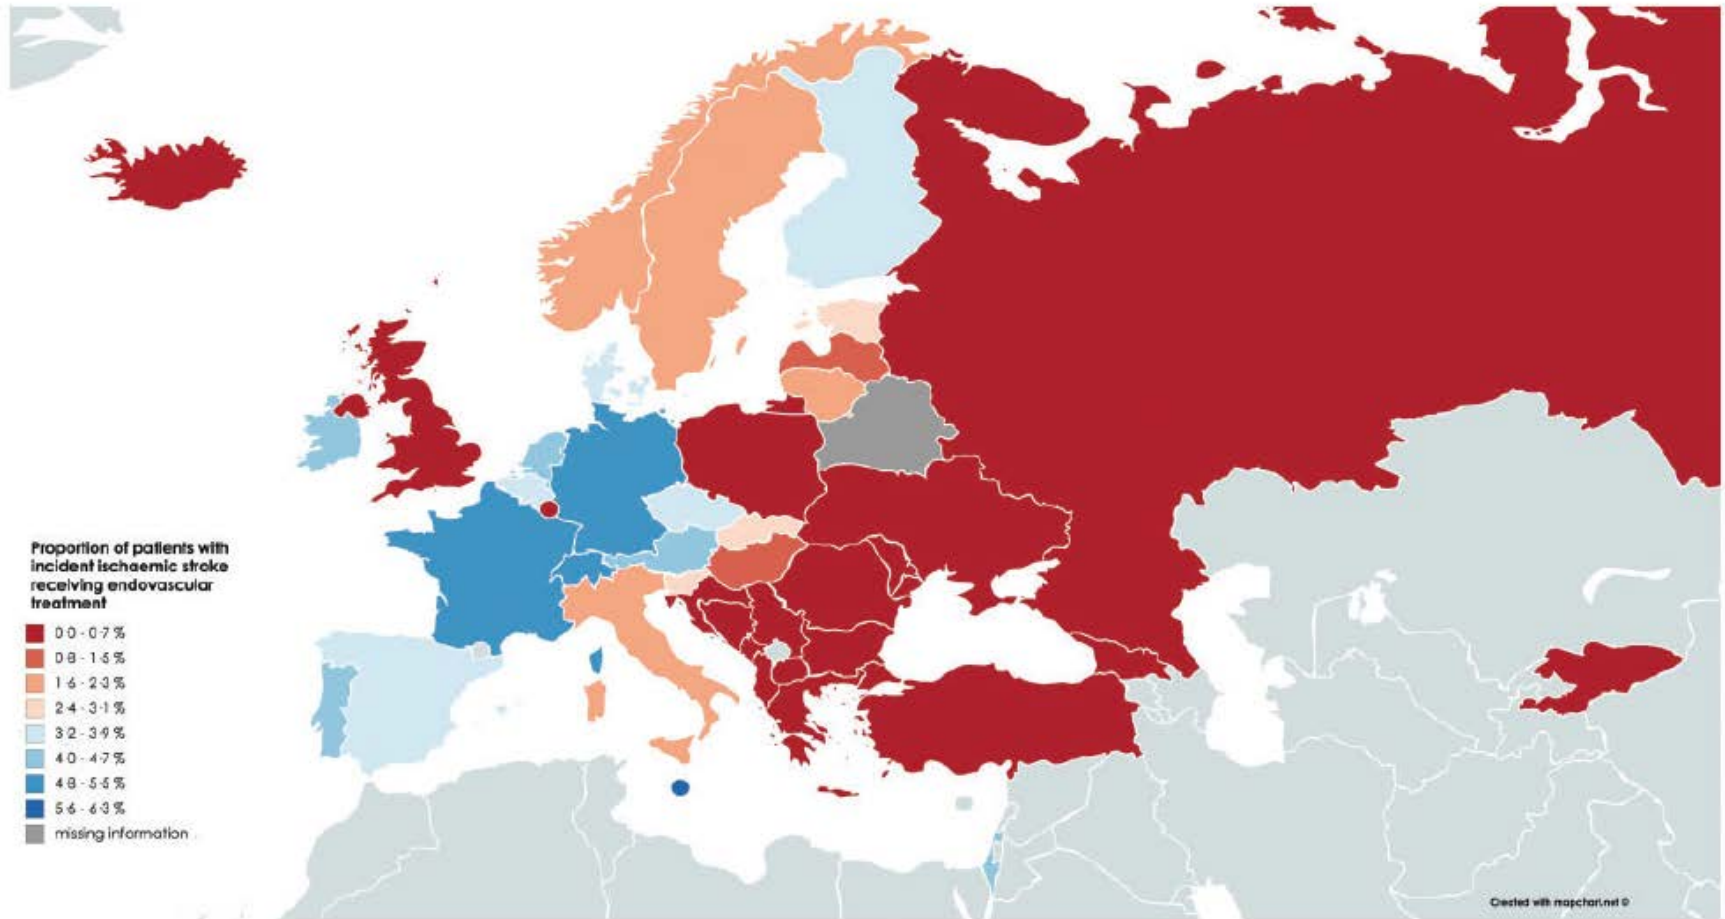 Proportion of patients with
incident ischaemic stroke
receiving endovascular
treatment
0·0 - 0·7 %
0·8 - 1·5 %
1·6 - 2·3 %
2·4 - 3·1 %
3·2 - 3·9 %
4·0 - 4·7 %
4·8 - 5·5 %
5·6 - 6·3 %
missing information
Created with mapchart.net ©